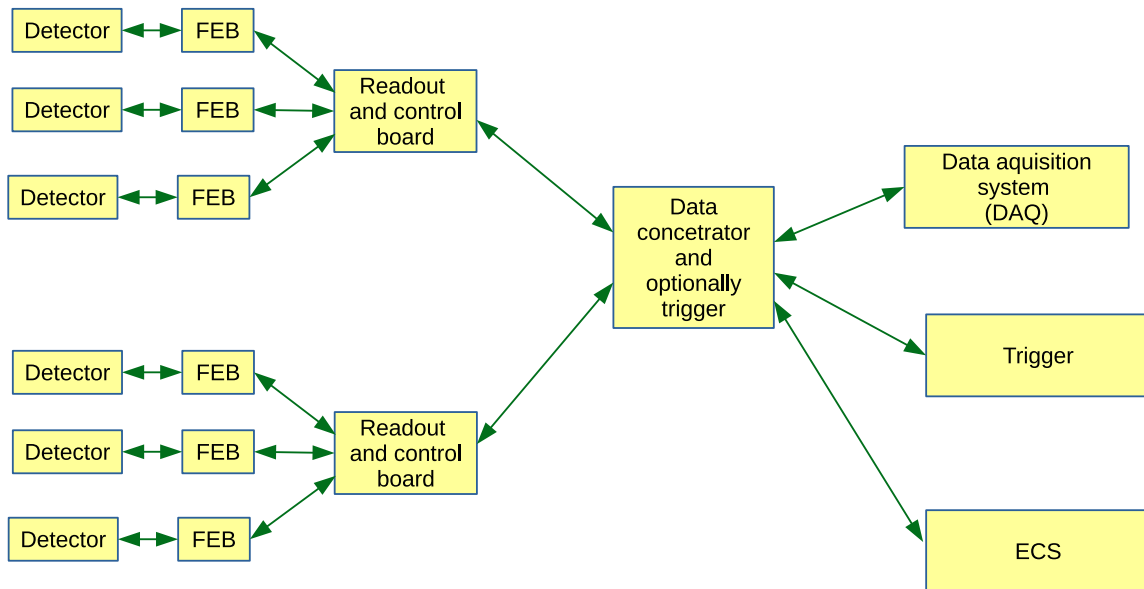 Detector
FEB
Detector
FEB
Detector
FEB
Readout
and control
board
Detector
FEB
Detector
FEB
Detector
FEB
Readout
and control
board
Data
concetrator
and
optionally
trigger
Data aquisition
system
(DAQ)
Trigger
ECS